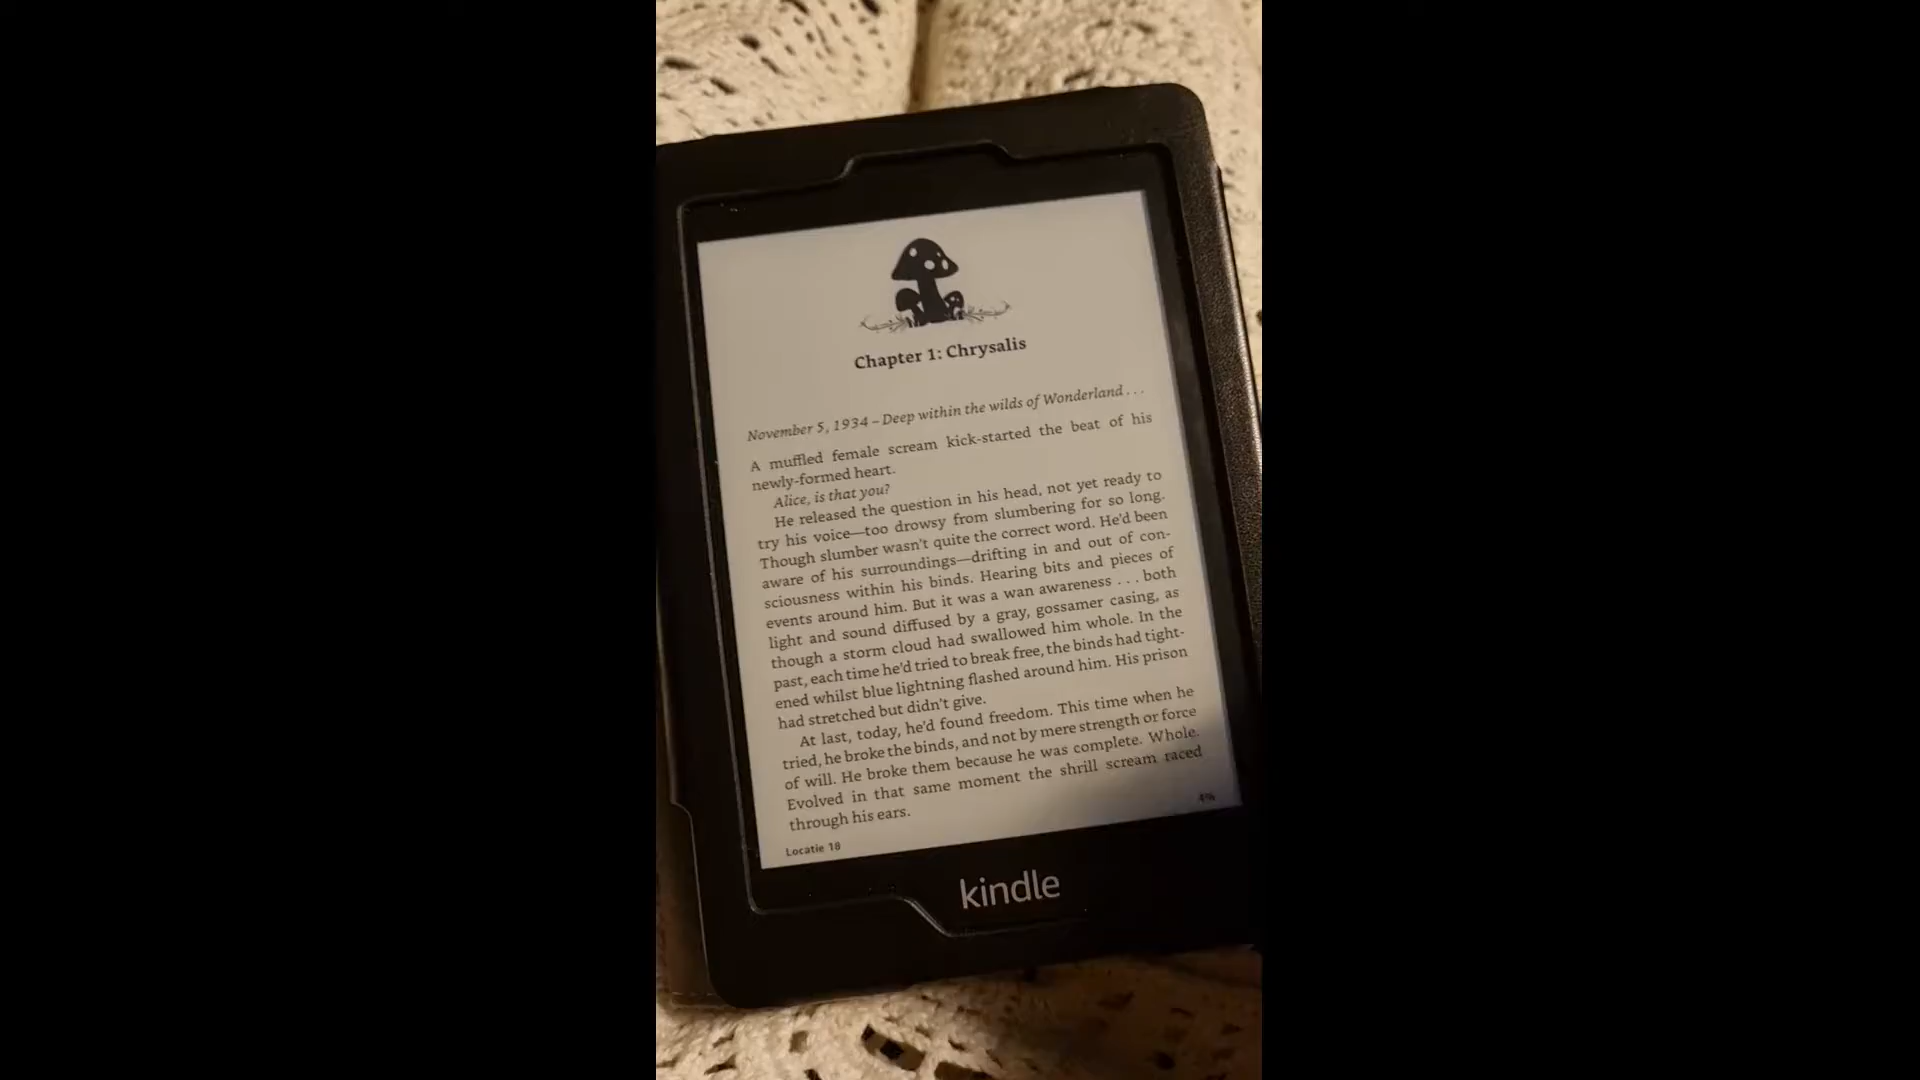 Chapter 1: Chrysalis
November 5, 1934 – Deep within the wilds of Wonderland . . .
A muffled female scream kick-started the beat of his
newly-formed heart.
Alice, is that you?
He released the question in his head, not yet ready to
try his voice—too drowsy from slumbering for so long.
Though slumber wasn't quite the correct word. He'd been
aware of his surroundings—drifting in and out of con-
sciousness within his binds. Hearing bits and pieces of
events around him. But it was a wan awareness . . . both
light and sound diffused by a gray, gossamer casing, as
though a storm cloud had swallowed him whole. In the
past, each time he'd tried to break free, the binds had tight-
ened whilst blue lightning flashed around him. His prison
had stretched but didn't give.
At last, today, he'd found freedom. This time when he
tried, he broke the binds, and not by mere strength or force
of will. He broke them because he was complete. Whole.
Evolved in that same moment the shrill scream raced
through his ears.
Locatie 18
4%
kindle